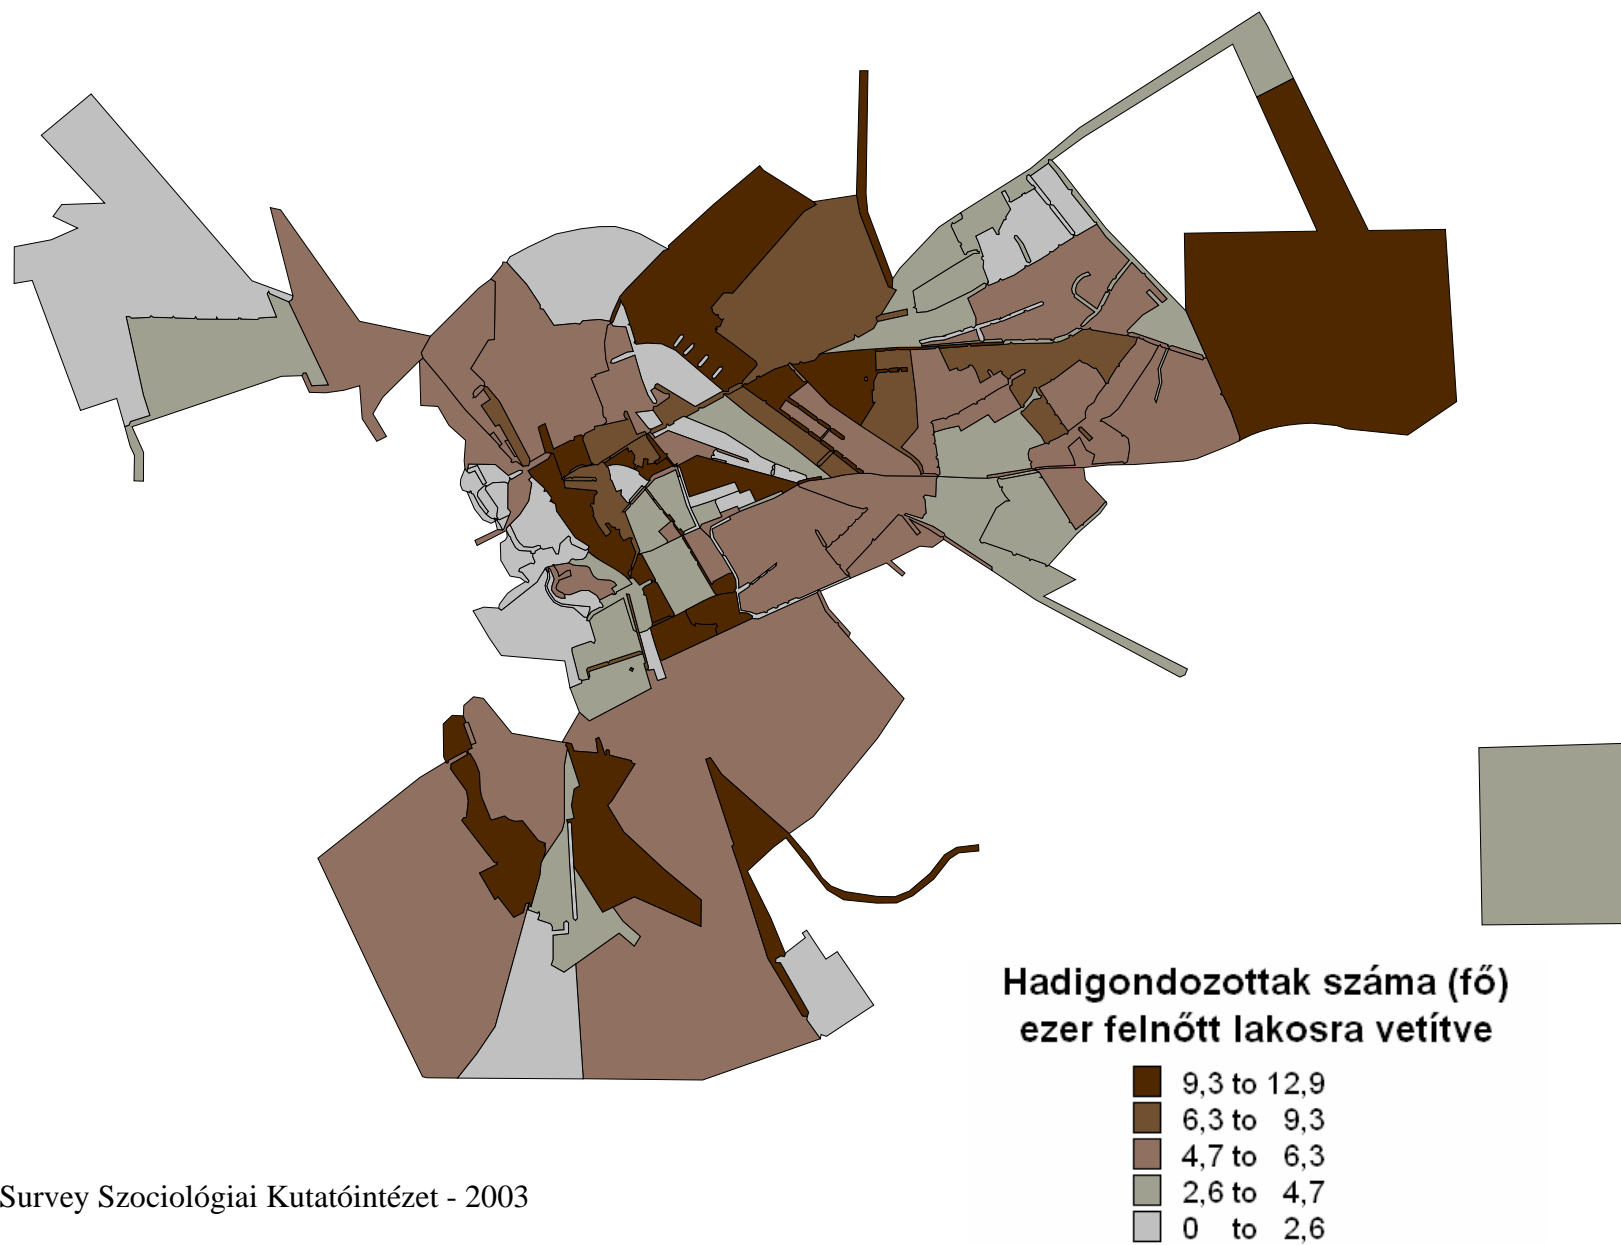 Hadigondozottak száma (fő)
ezer felnőtt lakosra vetítve
9,3 to 12,9
6,3 to 9,3
4,7 to 6,3
2,6 to 4,7
0 to 2,6
Survey Szociológiai Kutatóintézet - 2003